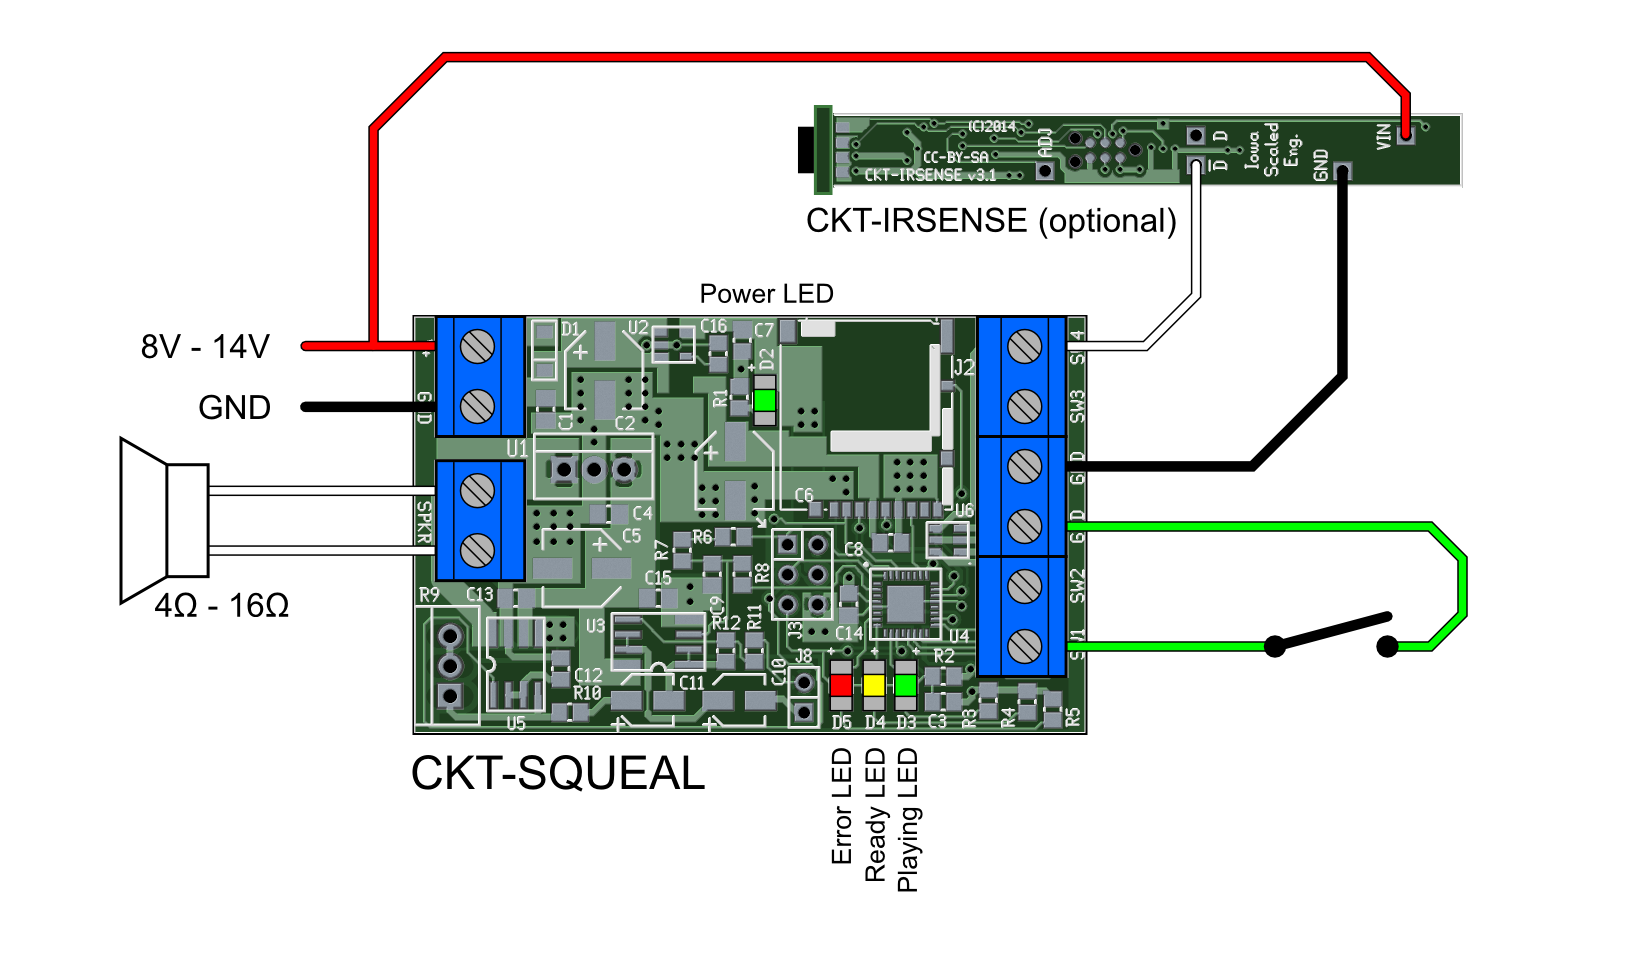 (C)2014
CC-BY-SA
CKT-IRSENSE v3.1
ADJ
D
D
Iowa
Scaled
Eng.
GND
VIN
CKT-IRSENSE (optional)
Power LED
8V - 14V
GND
4Ω - 16Ω
D1
U2
C16
C7
D2
R1
J2
C1
C2
U1
SPKR
C4
C5
C6
U6
R6
R7
R8
C8
C15
C9
R11
R12
J3
C14
U4
R9
C13
U3
C12
R10
U5
C11
C10
J8
D5
D4
D3
R2
C3
R3
R4
R5
SW3
SW2
CKT-SQUEAL
Error LED
Ready LED
Playing LED